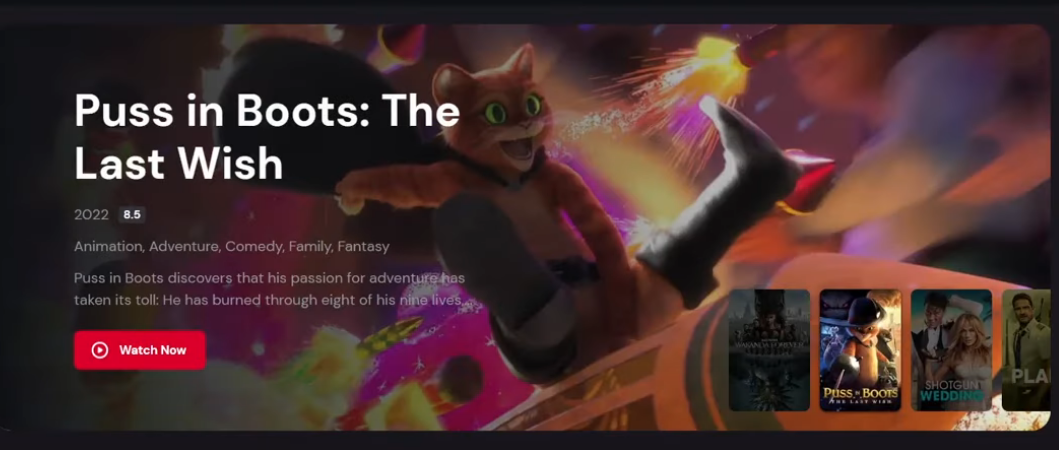 Puss in Boots: The
Last Wish
2022 8.5
Animation, Adventure, Comedy, Family, Fantasy
Puss in Boots discovers that his passion for adventure has
taken its toll: He has burned through eight of his nine lives...
Watch Now
WAKANDA FOREVER
PUSS IN BOOTS
THE LAST WISH
SHOTGUN
WEDDING
PLA